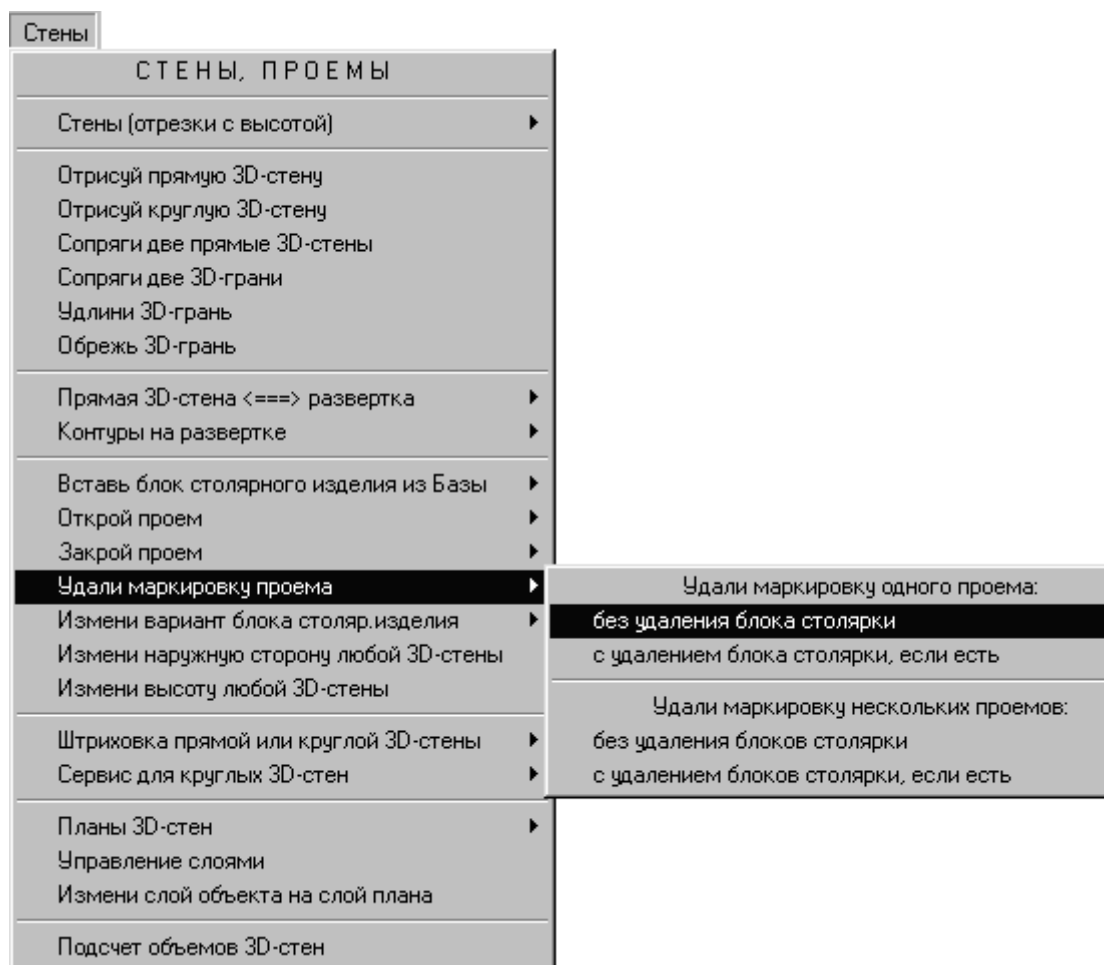 Стены
СТЕНЫ, ПРОЕМЫ
Стены (отрезки с высотой)
Отрисуй прямую 3D-стену
Отрисуй круглую 3D-стену
Сопряги две прямые 3D-стены
Сопряги две 3D-грани
Удлини 3D-грань
Обрежь 3D-грань
Прямая 3D-стена <===> развертка
Контуры на развертке
Вставь блок столярного изделия из Базы
Открой проем
Закрой проем
Удали маркировку проема
Измени вариант блока столяр.изделия
Измени наружную сторону любой 3D-стены
Измени высоту любой 3D-стены
Штриховка прямой или круглой 3D-стены
Сервис для круглых 3D-стен
Планы 3D-стен
Управление слоями
Измени слой объекта на слой плана
Подсчет объемов 3D-стен
Удали маркировку одного проема:
без удаления блока столярки
с удалением блока столярки, если есть
Удали маркировку нескольких проемов:
без удаления блоков столярки
с удалением блоков столярки, если есть